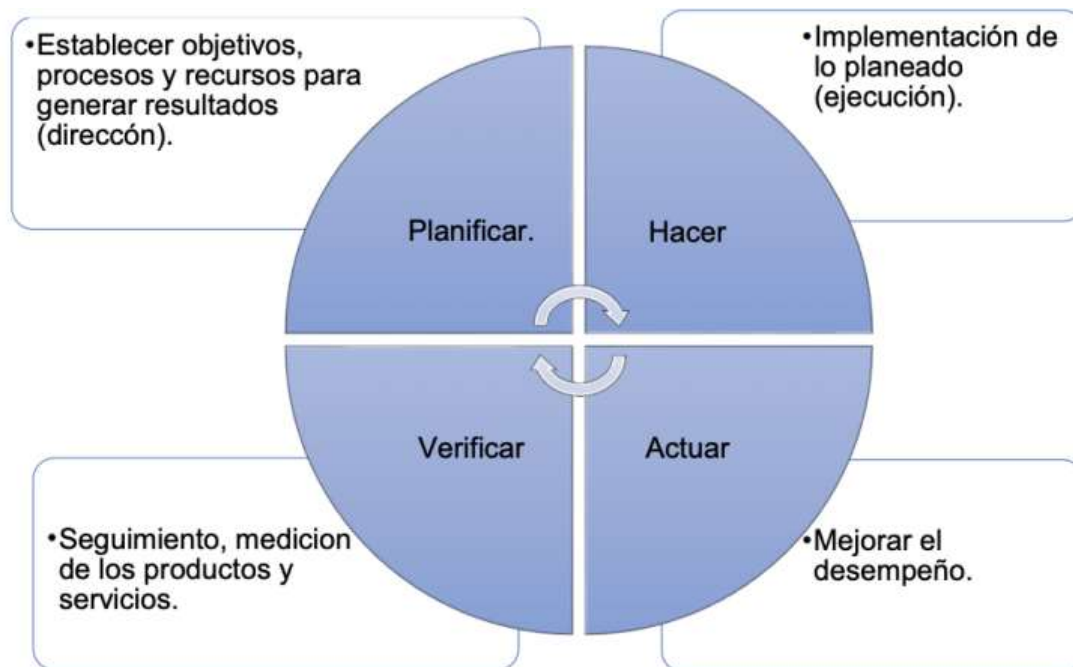 •Establecer objetivos,
procesos y recursos para
generar resultados
(direccón).
•Implementación de
lo planeado
(ejecución).
Planificar.
Hacer
Verificar
Actuar
•Seguimiento, medicion
de los productos y
servicios.
•Mejorar el
desempeño.